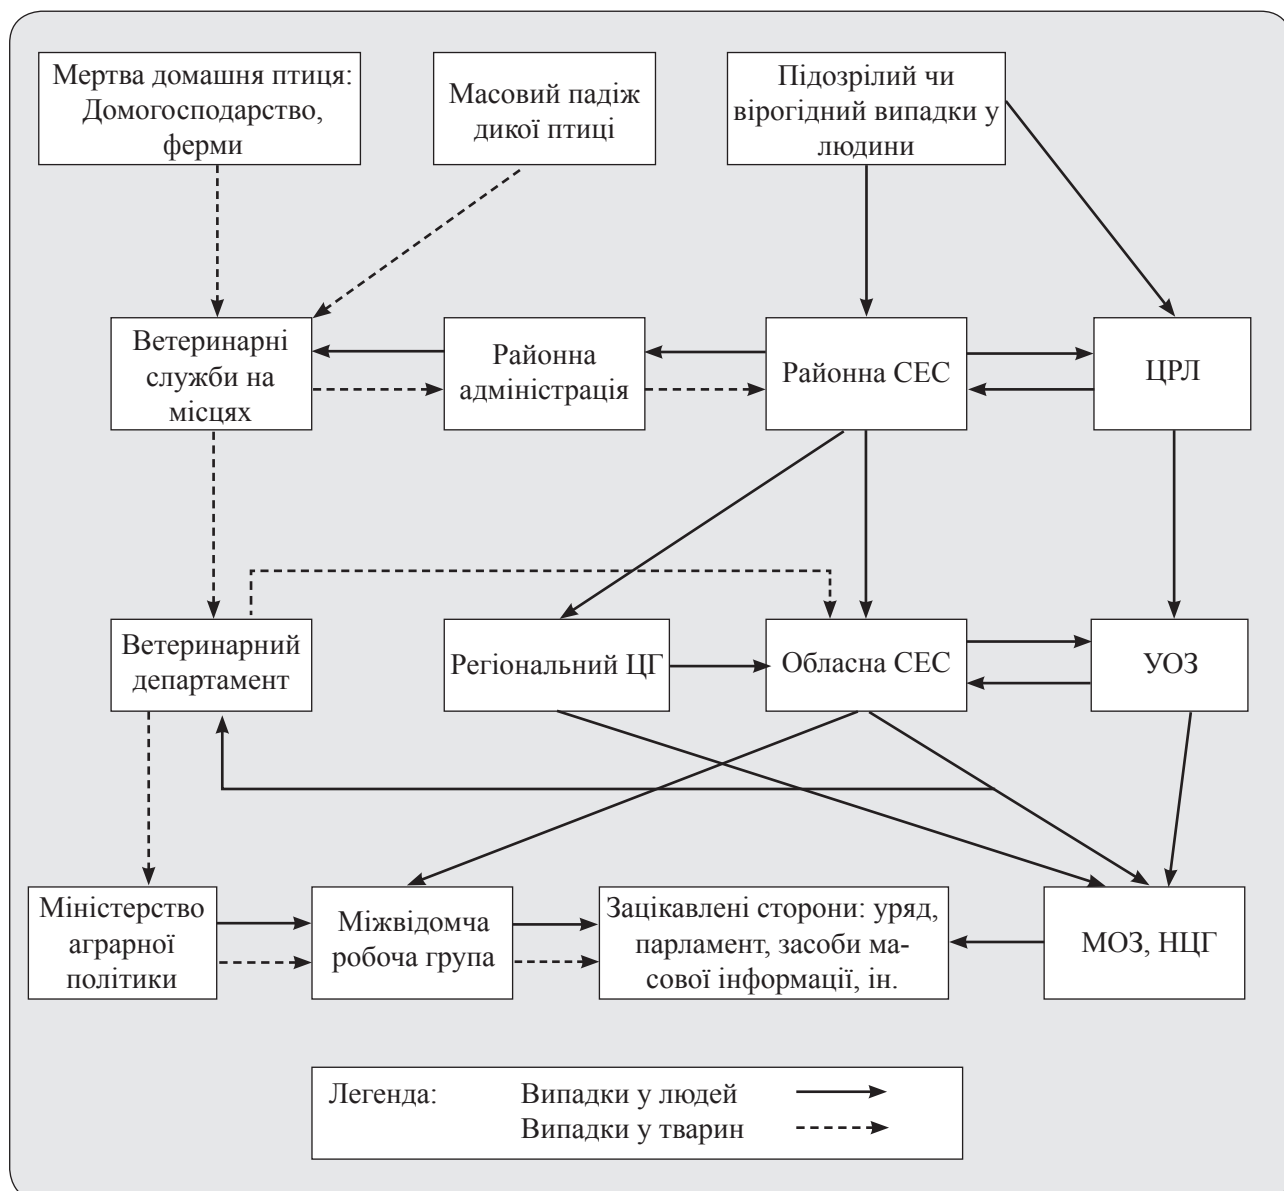 Мертва домашня птиця:
Домогосподарство,
ферми
Масовий падіж
дикої птиці
Підозрілий чи
вірогідний випадки у
людини
Ветеринарні
служби на
місцях
Районна
адміністрація
Районна СЕС
ЦРЛ
Ветеринарний
департамент
Регіональний ЦГ
Обласна СЕС
УОЗ
Міністерство
аграрної
політики
Міжвідомча
робоча група
Зацікавлені сторони: уряд,
парламент, засоби ма-
сової інформації, ін.
МОЗ, НЦГ
Легенда: Випадки у людей
Випадки у тварин